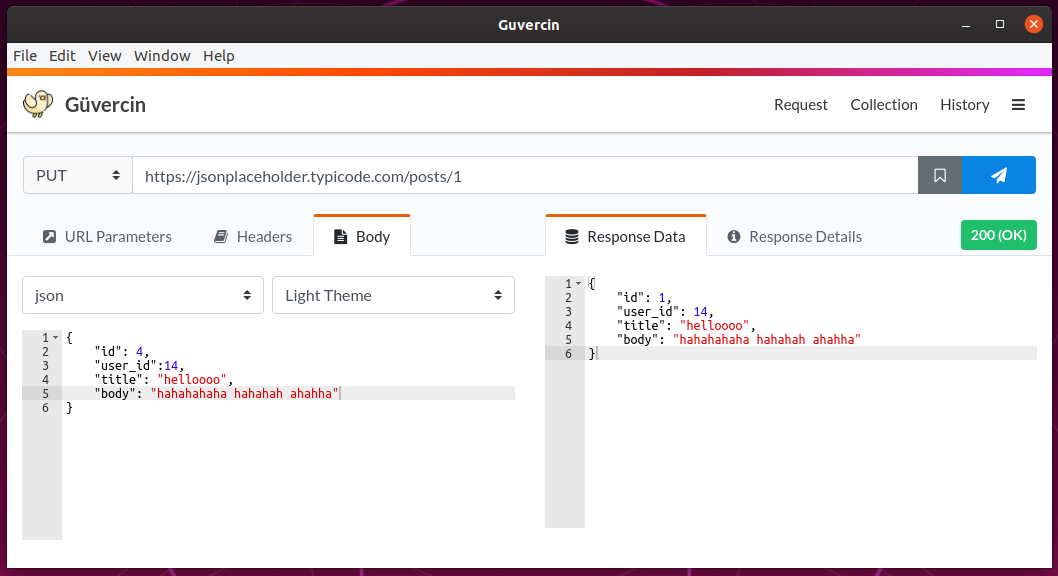 Guvercin
File Edit View Window Help
Güvercin
Request Collection History
PUT https://jsonplaceholder.typicode.com/posts/1
URL Parameters Headers Body
Response Data Response Details 200 (OK)
json Light Theme
1 {
2 "id": 4,
3 "user_id":14,
4 "title": "helloooo",
5 "body": "hahahahaha hahahah ahahha"
6 }
1 {
2 "id": 1,
3 "user_id": 14,
4 "title": "helloooo",
5 "body": "hahahahaha hahahah ahahha"
6 }